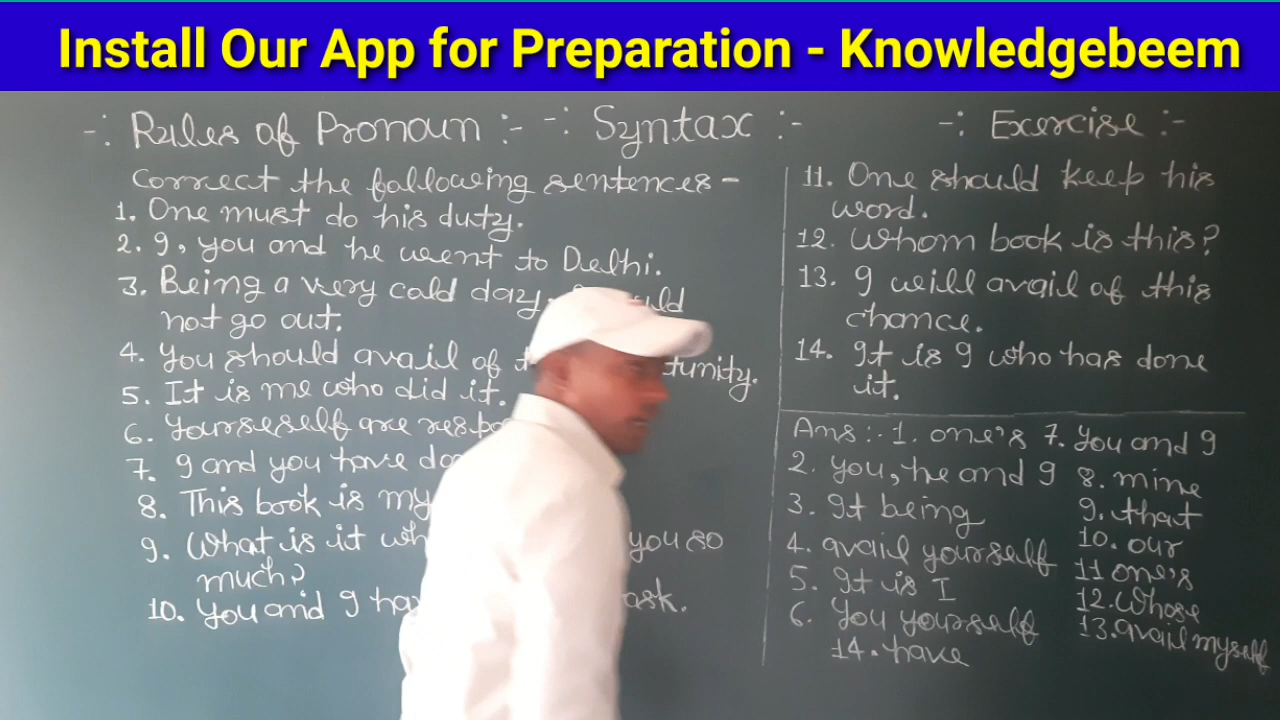 Install Our App for Preparation - Knowledgebeem
-: Rules of Pronoun :- -: Syntax :- -: Exercise :-
Correct the following sentences -
1. One must do his duty.
2. I, you and he went to Delhi.
3. Being a very cold day,
not go out.
4. You should avail of
5. It is me who did it.
6. Yourseself are
7. I and you have
8. This book is my
9. What is it you so
much?
10. You and I
11. One should keep his
word.
12. Whom book is this?
13. I will avail of this
chance.
14. It is I who has done
it.
Ans:- 1. one's 7. You and I
2. You, he and I 8. mine
3. It being 9. that
4. avail yourself 10. our
5. It is I 11 one's
6. You yourself 12. Whose
14. have 13. avail myself